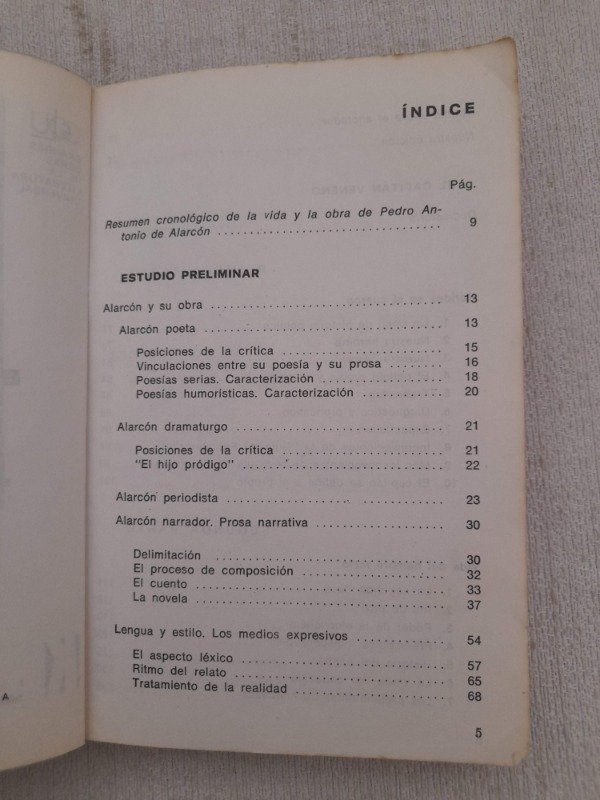 ÍNDICE
Pág.
Resumen cronológico de la vida y la obra de Pedro An-
tonio de Alarcón .................................... 9
ESTUDIO PRELIMINAR
Alarcón y su obra .................................... 13
Alarcón poeta .................................... 13
Posiciones de la crítica .................................... 15
Vinculaciones entre su poesía y su prosa .................... 16
Poesías serias. Caracterización .................... 18
Poesías humorísticas. Caracterización .................... 20
Alarcón dramaturgo .................................... 21
Posiciones de la crítica .................................... 21
"El hijo pródigo" .................................... 22
Alarcón periodista .................................... 23
Alarcón narrador. Prosa narrativa .................... 30
Delimitación .................................... 30
El proceso de composición .................... 32
El cuento .................................... 33
La novela .................................... 37
Lengua y estilo. Los medios expresivos .................... 54
El aspecto léxico .................................... 57
Ritmo del relato .................................... 65
Tratamiento de la realidad .................... 68
5
A